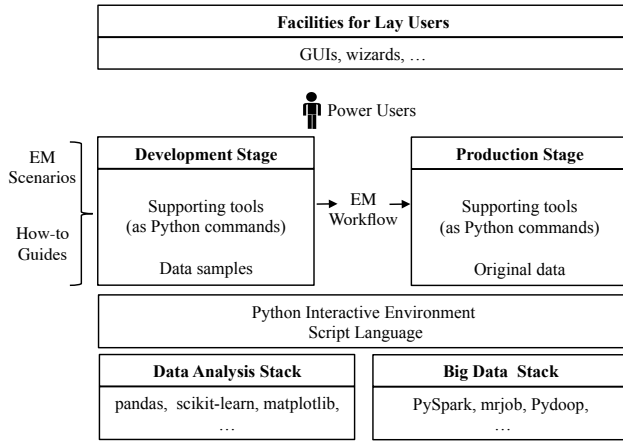 Facilities for Lay Users
GUIs, wizards, …
Power Users
EM
Scenarios
How-to
Guides
Development Stage
Supporting tools
(as Python commands)
Data samples
EM
Workflow
Production Stage
Supporting tools
(as Python commands)
Original data
Python Interactive Environment
Script Language
Data Analysis Stack
pandas, scikit-learn, matplotlib,
…
Big Data Stack
PySpark, mrjob, Pydoop,
…